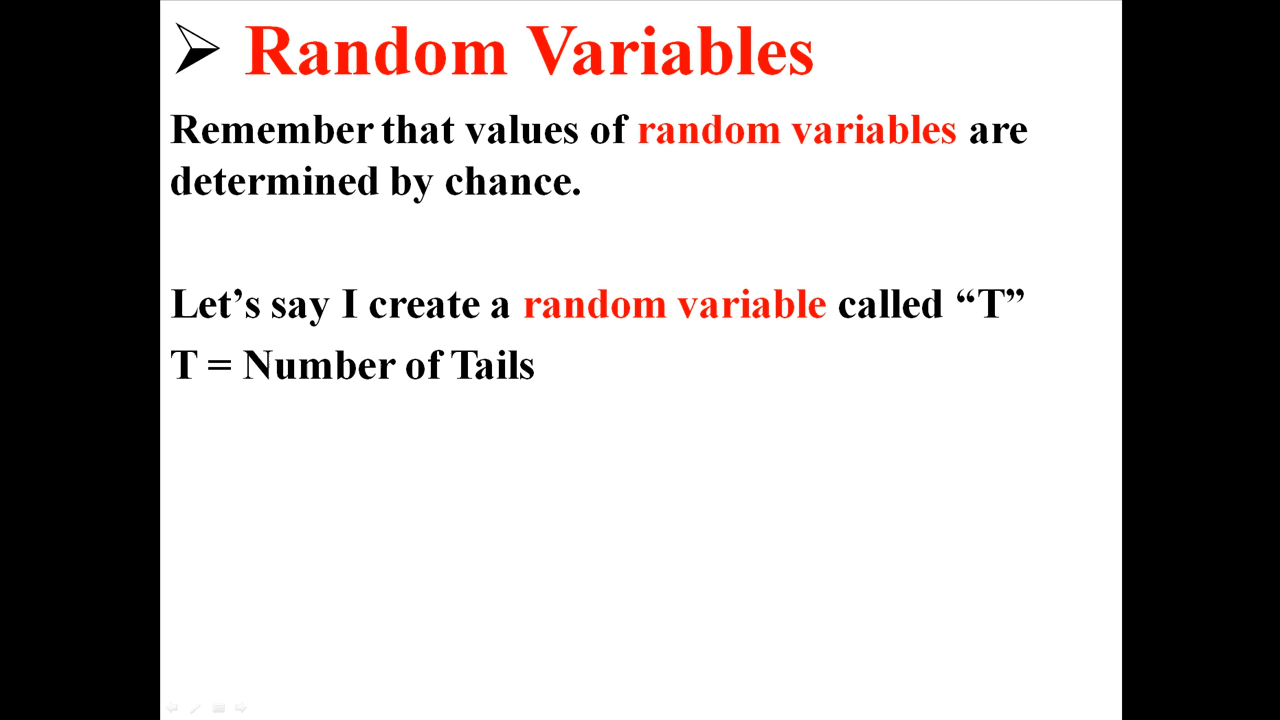 Random Variables
Remember that values of random variables are
determined by chance.
Let’s say I create a random variable called “T”
T = Number of Tails